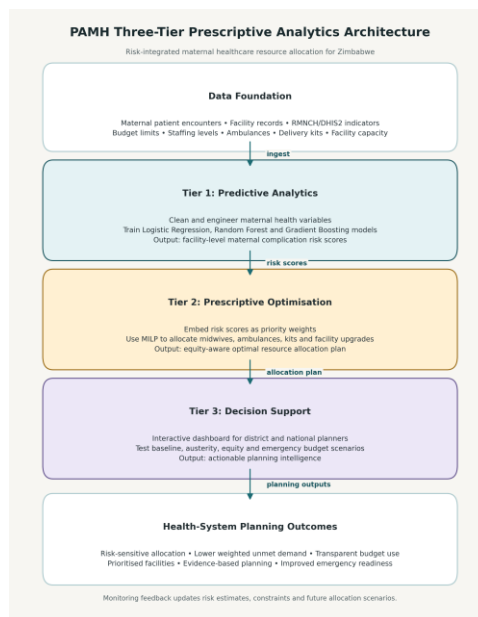 PAMH Three-Tier Prescriptive Analytics Architecture
Risk-integrated maternal healthcare resource allocation for Zimbabwe
Data Foundation
Maternal patient encounters • Facility records • RMNCH/DHIS2 indicators
Budget limits • Staffing levels • Ambulances • Delivery kits • Facility capacity
ingest
Tier 1: Predictive Analytics
Clean and engineer maternal health variables
Train Logistic Regression, Random Forest and Gradient Boosting models
Output: facility-level maternal complication risk scores
risk scores
Tier 2: Prescriptive Optimisation
Embed risk scores as priority weights
Use MILP to allocate midwives, ambulances, kits and facility upgrades
Output: equity-aware optimal resource allocation plan
allocation plan
Tier 3: Decision Support
Interactive dashboard for district and national planners
Test baseline, austerity, equity and emergency budget scenarios
Output: actionable planning intelligence
planning outputs
Health-System Planning Outcomes
Risk-sensitive allocation • Lower weighted unmet demand • Transparent budget use
Prioritised facilities • Evidence-based planning • Improved emergency readiness
Monitoring feedback updates risk estimates, constraints and future allocation scenarios.